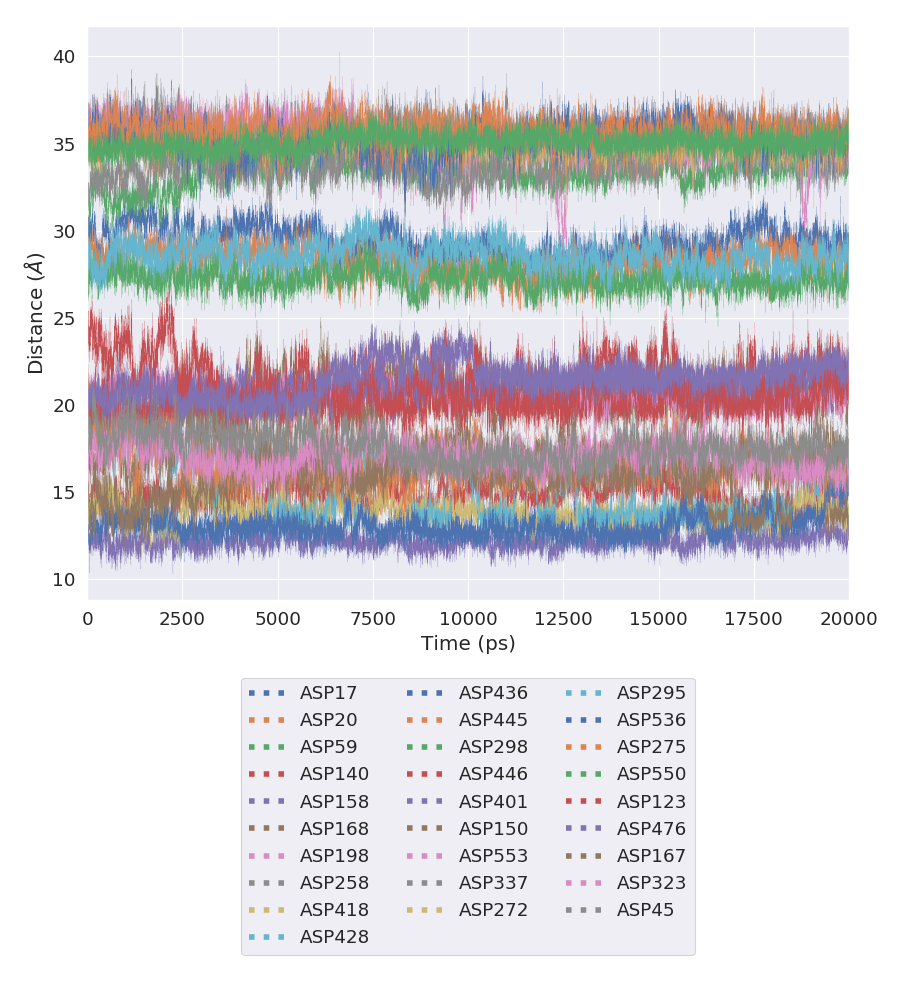 40
35
30
25
20
15
10
Distance (Å)
0 2500 5000 7500 10000 12500 15000 17500 20000
Time (ps)
ASP17 ASP436 ASP295
ASP20 ASP445 ASP536
ASP59 ASP298 ASP275
ASP140 ASP446 ASP550
ASP158 ASP401 ASP123
ASP168 ASP150 ASP476
ASP198 ASP553 ASP167
ASP258 ASP337 ASP323
ASP418 ASP272 ASP45
ASP428